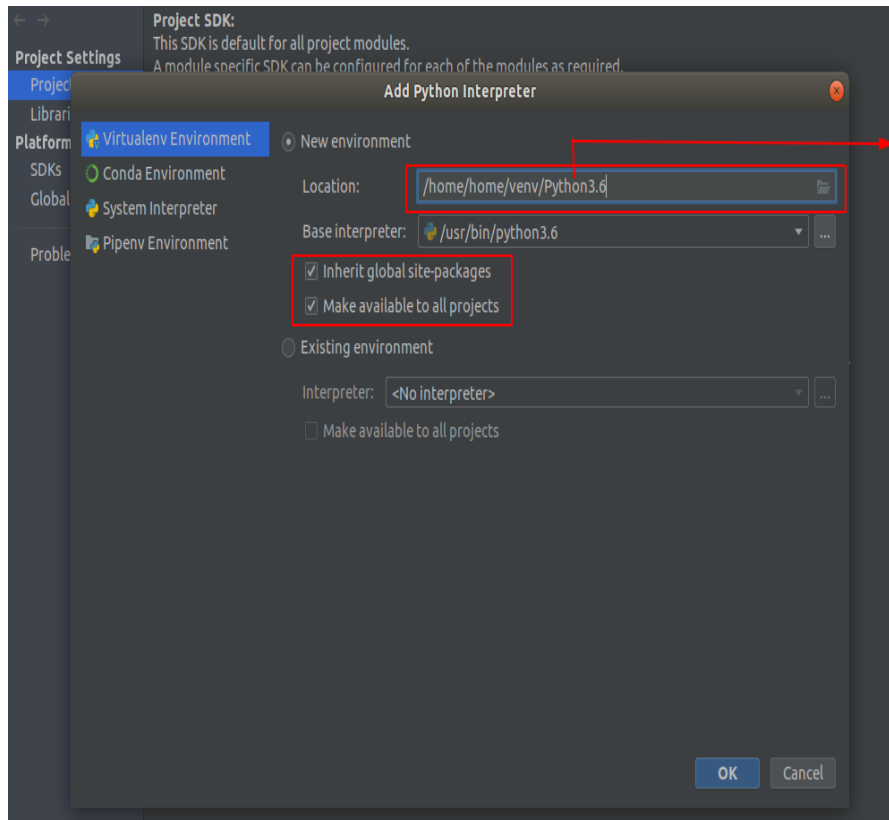 Project SDK:
This SDK is default for all project modules.
A module specific SDK can be configured for each of the modules as required.
Project Settings
Platform
SDKs
Global
Add Python Interpreter
Virtualenv Environment
Conda Environment
System Interpreter
Pipenv Environment
New environment
Location: /home/home/venv/Python3.6
Base interpreter: /usr/bin/python3.6 ...
Inherit global site-packages
Make available to all projects
Existing environment
Interpreter: <No interpreter> ...
Make available to all projects
OK Cancel